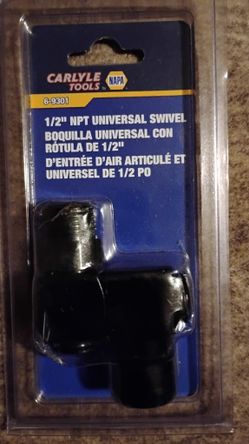 CARLYLE
TOOLS by NAPA
6-9301
1/2" NPT UNIVERSAL SWIVEL
BOQUILLA UNIVERSAL CON
RÓTULA DE 1/2"
D'ENTRÉE D'AIR ARTICULÉ ET
UNIVERSEL DE 1/2 PO